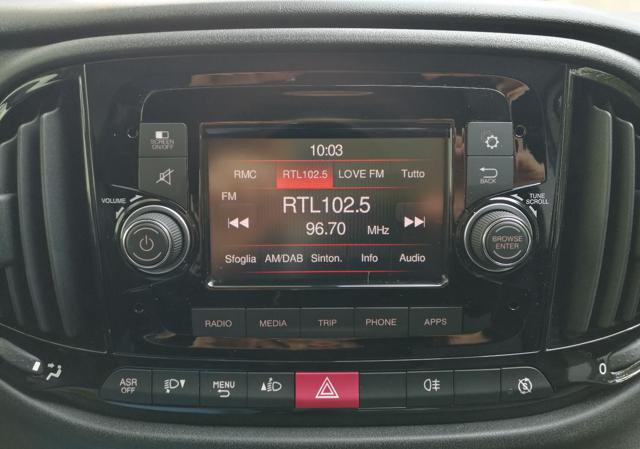 10:03
SCREEN ON/OFF
RMC RTL102.5 LOVE FM Tutto
FM
RTL102.5
96.70 MHz
Sfoglia AM/DAB Sinton. Info Audio
BACK
VOLUME
TUNE SCROLL
BROWSE ENTER
RADIO MEDIA TRIP PHONE APPS
ASR OFF
MENU
0